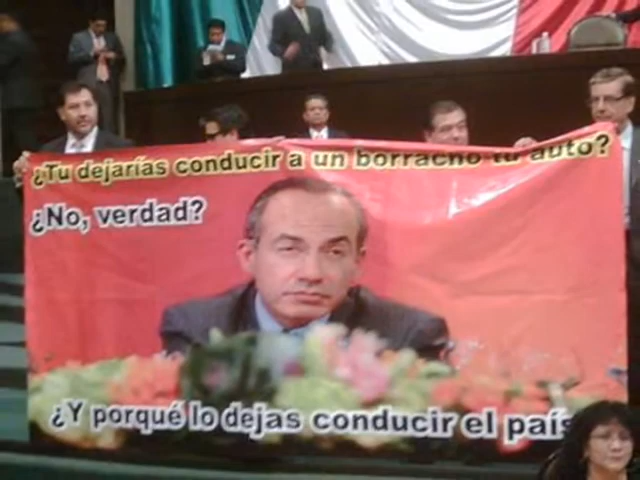 ¿Tu dejarías conducir a un borracho tu auto?
¿No, verdad?
¿Y porqué lo dejas conducir el país